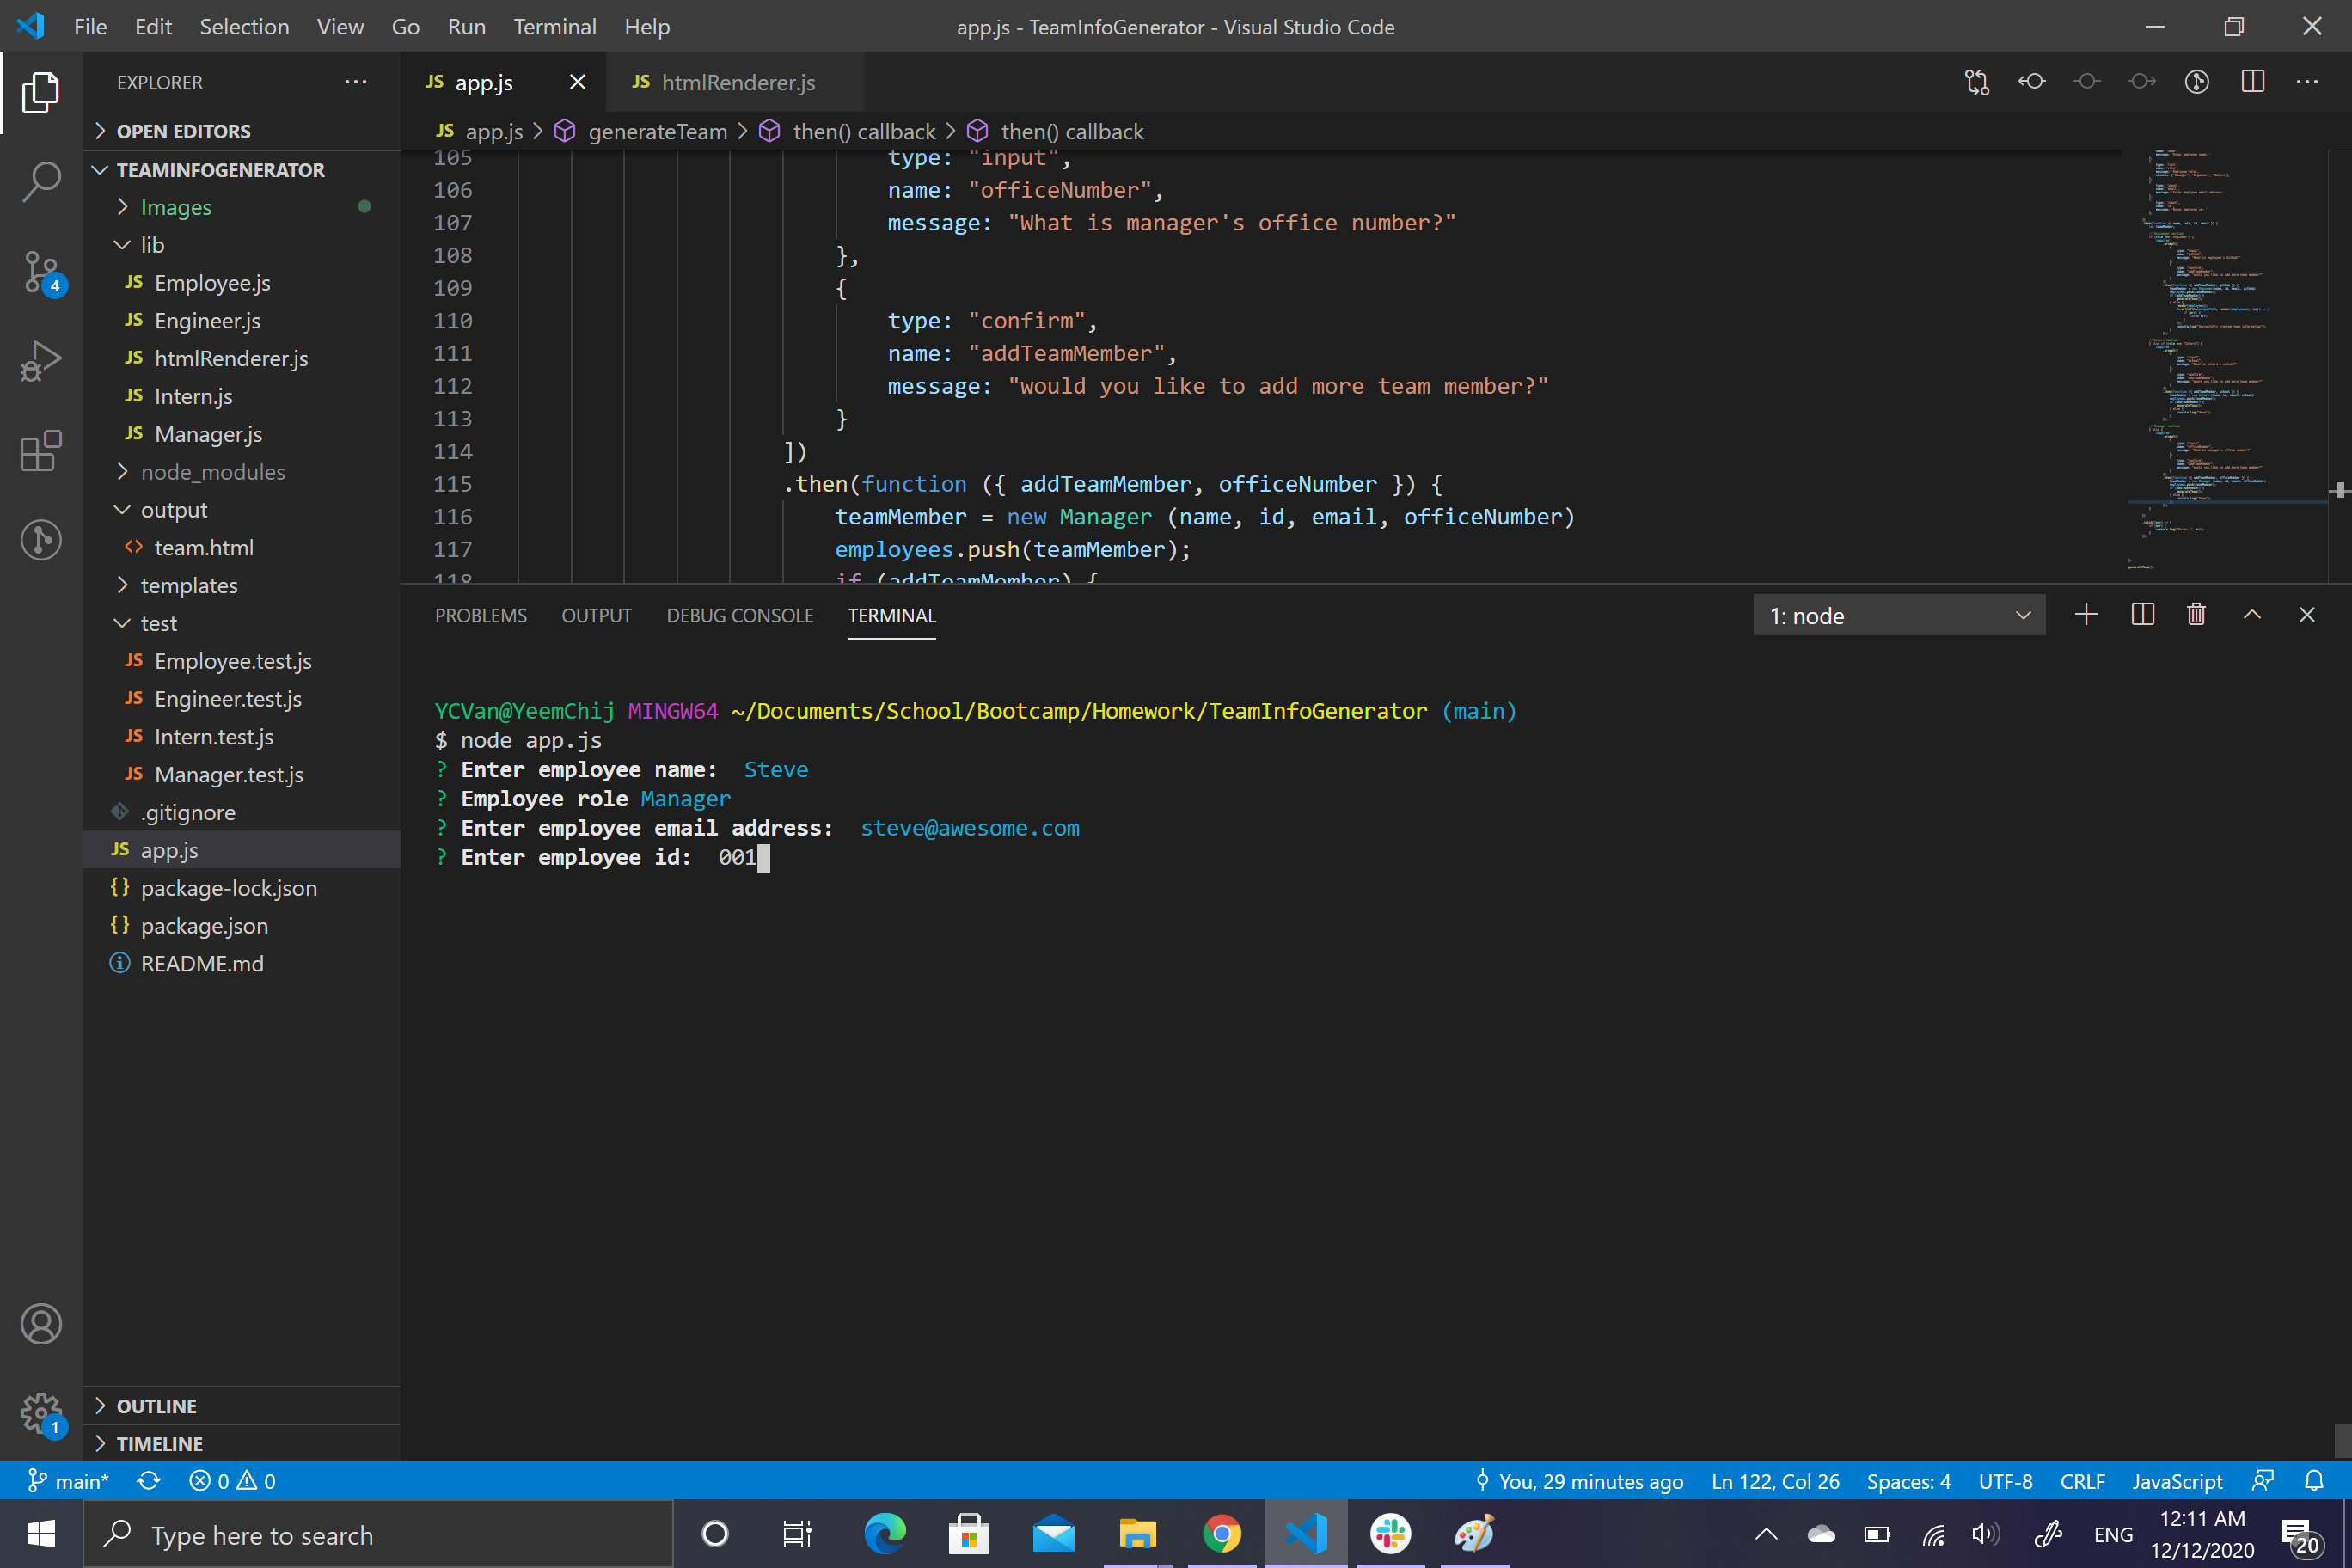 File Edit Selection View Go Run Terminal Help app.js - TeamInfoGenerator - Visual Studio Code
EXPLORER
OPEN EDITORS
TEAMINFOGENERATOR
Images
lib
JS Employee.js
JS Engineer.js
JS htmlRenderer.js
JS Intern.js
JS Manager.js
node_modules
output
<> team.html
templates
test
JS Employee.test.js
JS Engineer.test.js
JS Intern.test.js
JS Manager.test.js
.gitignore
JS app.js
{} package-lock.json
{} package.json
README.md
OUTLINE
TIMELINE
4
1
JS app.js JS htmlRenderer.js
JS app.js > generateTeam > then() callback > then() callback
105 type: "input",
106 name: "officeNumber",
107 message: "What is manager's office number?"
108 },
109 {
110 type: "confirm",
111 name: "addTeamMember",
112 message: "would you like to add more team member?"
113 }
114 ])
115 .then(function ({ addTeamMember, officeNumber }) {
116 teamMember = new Manager (name, id, email, officeNumber)
117 employees.push(teamMember);
118 if (addTeamMember) {
PROBLEMS OUTPUT DEBUG CONSOLE TERMINAL 1: node
YCVan@YeemChij MINGW64 ~/Documents/School/Bootcamp/Homework/TeamInfoGenerator (main)
$ node app.js
? Enter employee name: Steve
? Employee role Manager
? Enter employee email address: steve@awesome.com
? Enter employee id: 001
main* 0 0 You, 29 minutes ago Ln 122, Col 26 Spaces: 4 UTF-8 CRLF JavaScript
Type here to search ENG 12:11 AM
12/12/2020 20